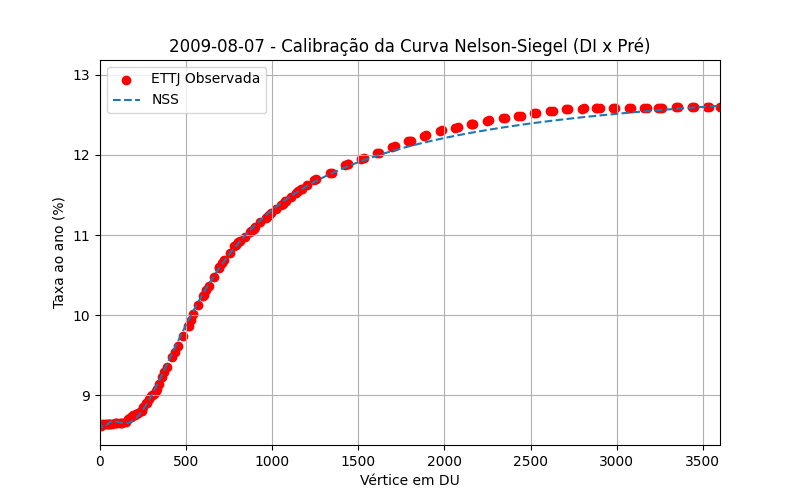 2009-08-07 - Calibração da Curva Nelson-Siegel (DI x Pré)
ETTJ Observada
NSS
Taxa ao ano (%)
13
12
11
10
9
0 500 1000 1500 2000 2500 3000 3500
Vértice em DU